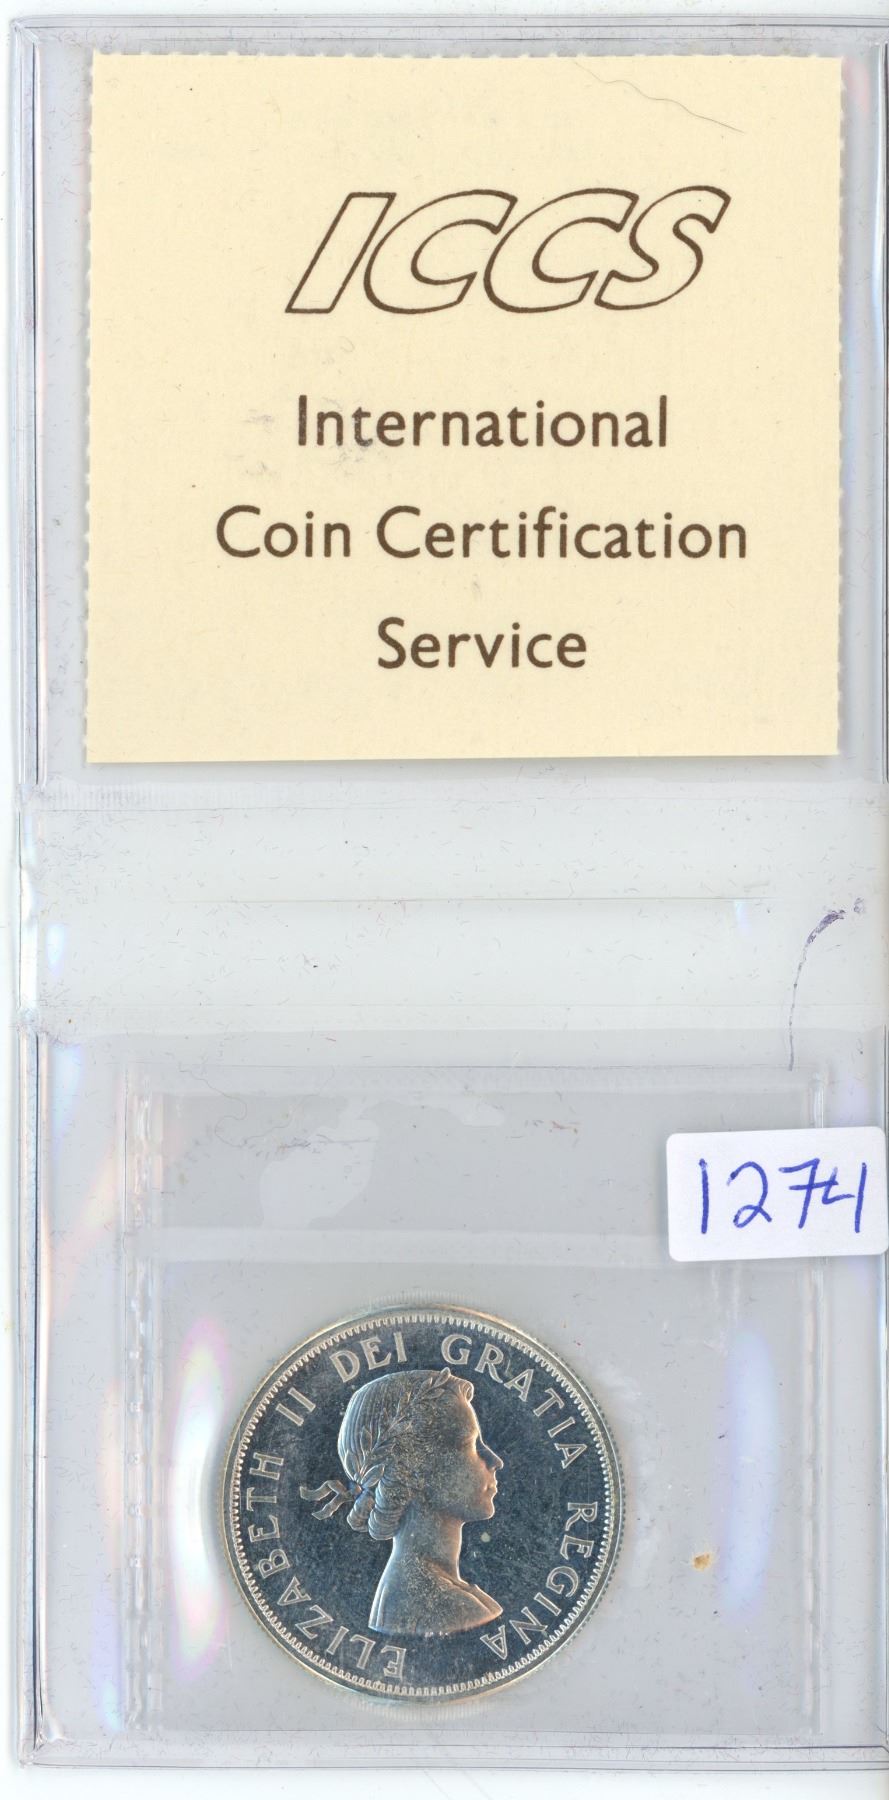 ICCS
International
Coin Certification
Service
1274
ELIZABETH II DEI GRATIA REGINA